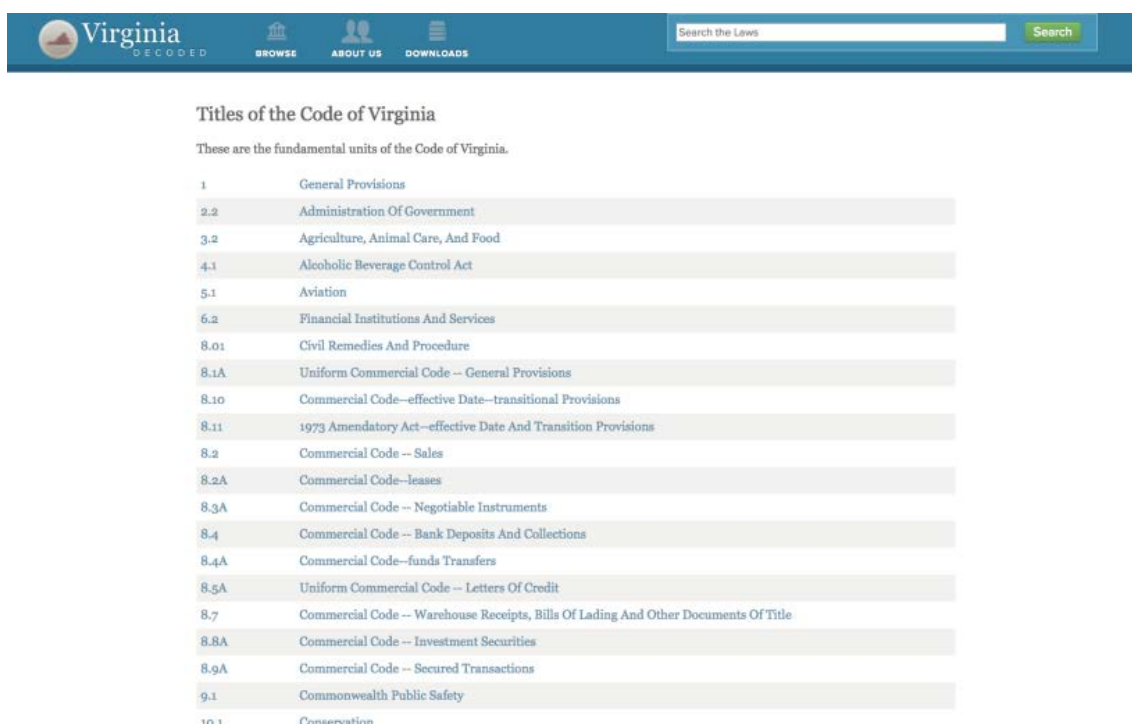 Virginia
DECODED
BROWSE
ABOUT US
DOWNLOADS
Search the Laws
Search
Titles of the Code of Virginia
These are the fundamental units of the Code of Virginia.
1 General Provisions
2.2 Administration Of Government
3.2 Agriculture, Animal Care, And Food
4.1 Alcoholic Beverage Control Act
5.1 Aviation
6.2 Financial Institutions And Services
8.01 Civil Remedies And Procedure
8.1A Uniform Commercial Code -- General Provisions
8.10 Commercial Code--effective Date--transitional Provisions
8.11 1973 Amendatory Act--effective Date And Transition Provisions
8.2 Commercial Code -- Sales
8.2A Commercial Code--leases
8.3A Commercial Code -- Negotiable Instruments
8.4 Commercial Code -- Bank Deposits And Collections
8.4A Commercial Code--funds Transfers
8.5A Uniform Commercial Code -- Letters Of Credit
8.7 Commercial Code -- Warehouse Receipts, Bills Of Lading And Other Documents Of Title
8.8A Commercial Code -- Investment Securities
8.9A Commercial Code -- Secured Transactions
9.1 Commonwealth Public Safety
10.1 Conservation